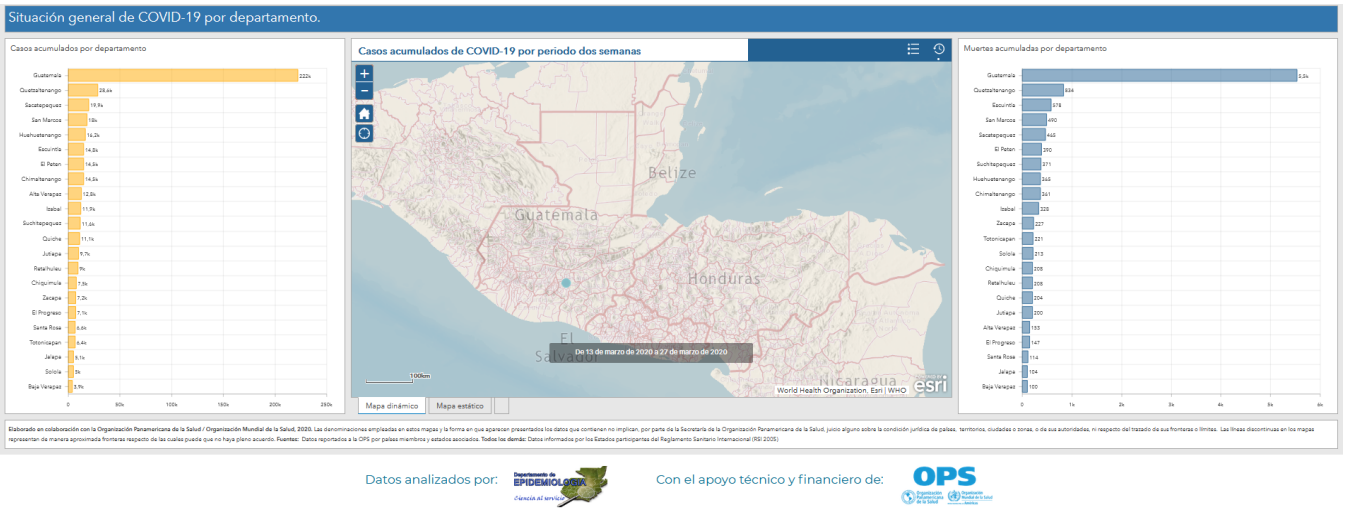 Situación general de COVID-19 por departamento.
Casos acumulados por departamento
Guatemala 222k
Quetzaltenango 28,6k
Sacatepequez 19,9k
San Marcos 18k
Huehuetenango 16,2k
Escuintla 14,8k
El Peten 14,5k
Chimaltenango 14,5k
Alta Verapaz 12,8k
Izabal 11,9k
Suchitepequez 11,6k
Quiche 11,1k
Jutiapa 9,7k
Retalhuleu 9k
Chiquimula 7,5k
Zacapa 7,2k
El Progreso 7,1k
Santa Rosa 6,6k
Totonicapan 6,4k
Jalapa 5,1k
Solola 5k
Baja Verapaz 3,9k
0 50k 100k 150k 200k 250k
Casos acumulados de COVID-19 por periodo dos semanas
Belize
Guatemala
Honduras
El
Salvador
De 13 de marzo de 2020 a 27 de marzo de 2020
100km
Nicaragua
World Health Organization, Esri | WHO
POWERED BY
esri
Mapa dinámico
Mapa estático
Muertes acumuladas por departamento
Guatemala
Quetzaltenango 834
Escuintla 578
San Marcos 490
Sacatepequez 465
El Peten 390
Suchitepequez 371
Huehuetenango 365
Chimaltenango 361
Izabal 325
Zacapa 227
Totonicapan 221
Solola 213
Chiquimula 208
Retalhuleu 208
Quiche 204
Jutiapa 200
Alta Verapaz 153
El Progreso 147
Santa Rosa 114
Jalapa 104
Baja Verapaz 100
0 1k 2k 3k 4k 5k 6k
Elaborado en colaboración con la Organización Panamericana de la Salud / Organización Mundial de la Salud, 2020. Las denominaciones empleadas en estos mapas y la forma en que aparecen presentados los datos que contienen no implican, por parte de la Secretaría de la Organización Panamericana de la Salud, juicio alguno sobre la condición jurídica de países, territorios, ciudades o zonas, o de sus autoridades, ni respecto del trazado de sus fronteras o límites. Las líneas discontinuas en los mapas
representan de manera aproximada fronteras respecto de las cuales puede que no haya pleno acuerdo. Fuentes: Datos reportados a la OPS por países miembros y estados asociados. Todos los demás: Datos informados por los Estados participantes del Reglamento Sanitario Internacional (RSI 2005)
Datos analizados por:
Departamento de
EPIDEMIOLOGIA
Ciencia al servicio
Con el apoyo técnico y financiero de:
OPS
Organización
Panamericana
de la Salud
Organización
Mundial de la Salud